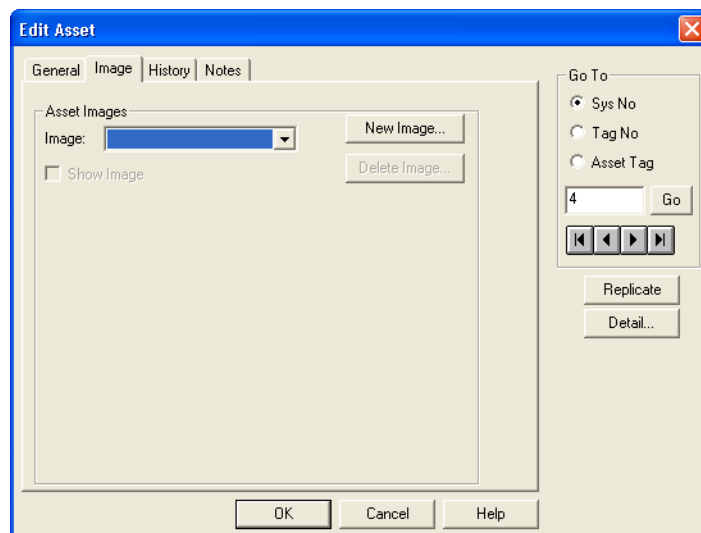 Edit Asset
General Image History Notes
Asset Images
Image:
New Image...
Show Image
Delete Image...
Go To
Sys No
Tag No
Asset Tag
4 Go
Replicate
Detail...
OK Cancel Help